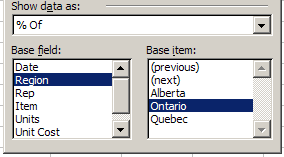 Show data as:
% Of
Base field:
Date
Region
Rep
Item
Units
Unit Cost
Base item:
(previous)
(next)
Alberta
Ontario
Quebec